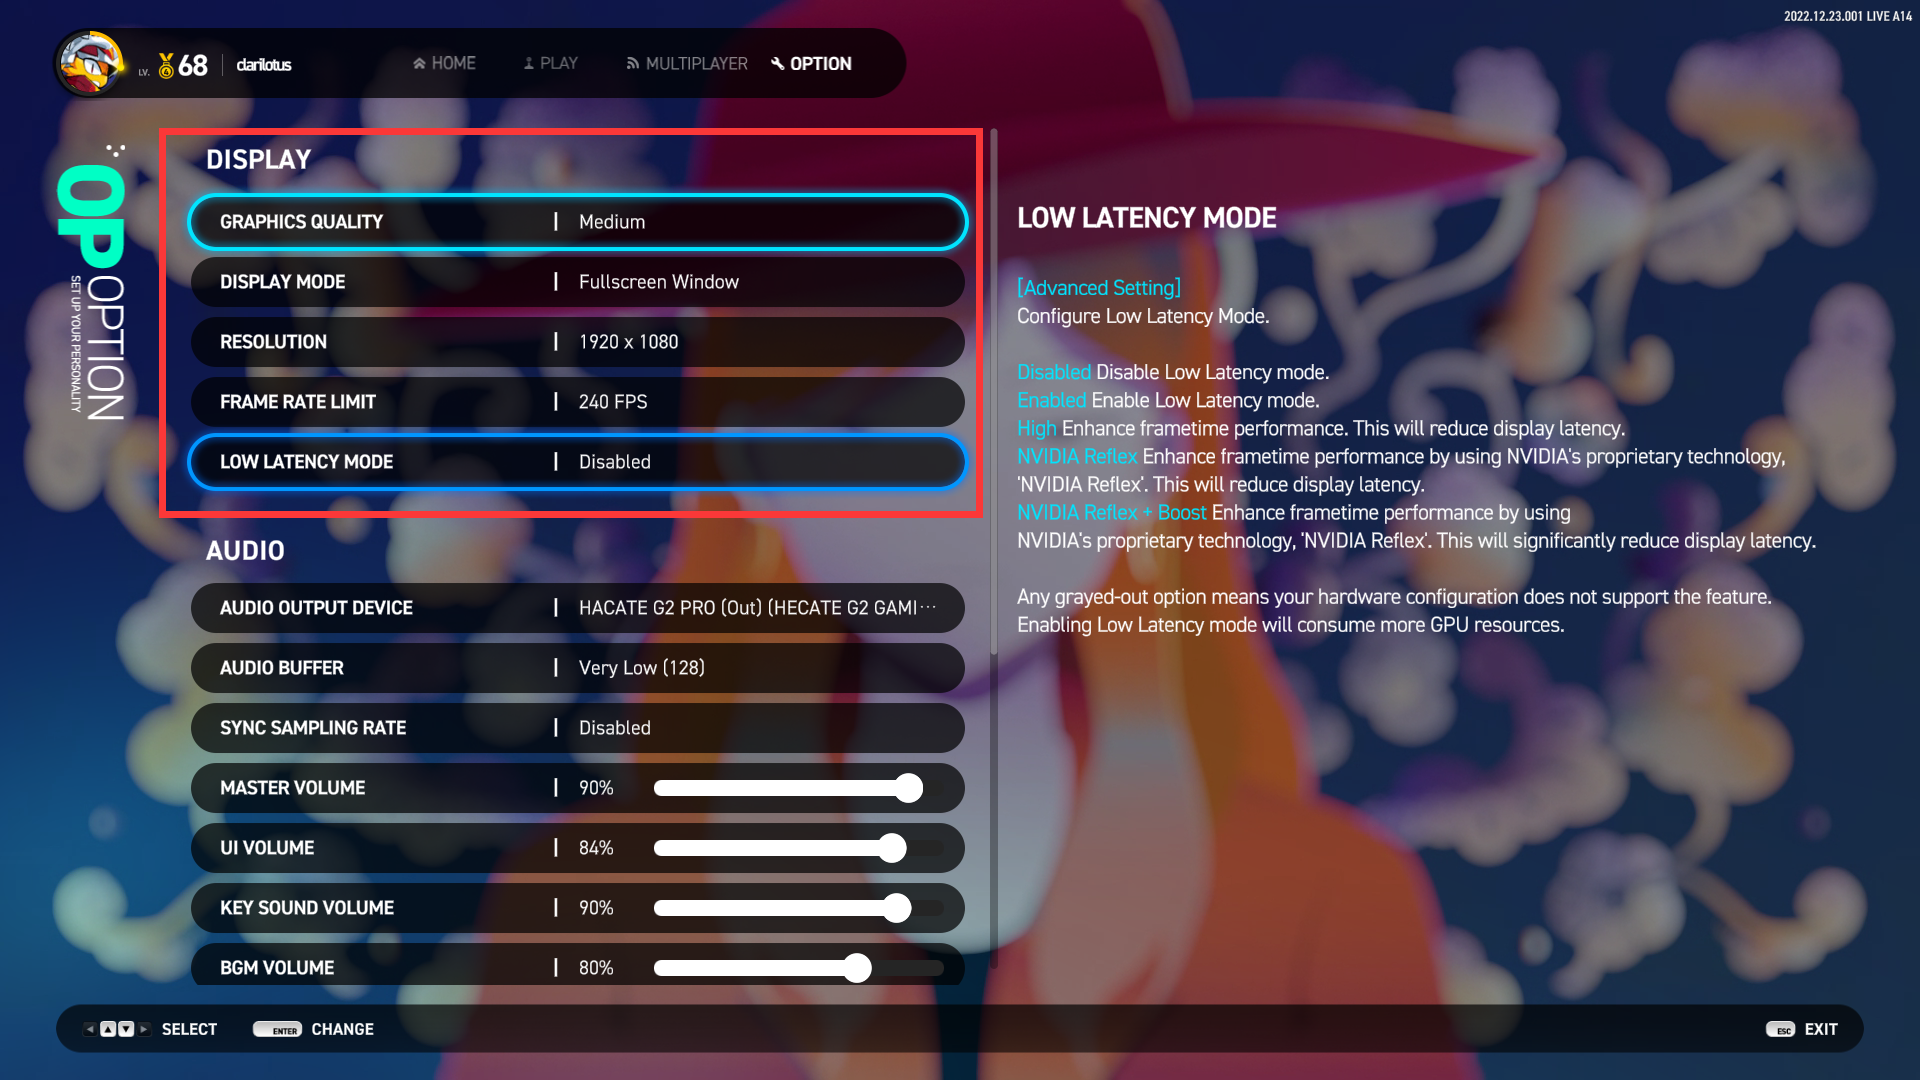 2022.12.23.001 LIVE A14
LV. 68 clarilotus
HOME PLAY MULTIPLAYER OPTION
OP
OPTION
SET UP YOUR PERSONALITY
DISPLAY
GRAPHICS QUALITY | Medium
DISPLAY MODE | Fullscreen Window
RESOLUTION | 1920 x 1080
FRAME RATE LIMIT | 240 FPS
LOW LATENCY MODE | Disabled
AUDIO
AUDIO OUTPUT DEVICE | HACATE G2 PRO (Out) (HECATE G2 GAMI···
AUDIO BUFFER | Very Low (128)
SYNC SAMPLING RATE | Disabled
MASTER VOLUME | 90%
UI VOLUME | 84%
KEY SOUND VOLUME | 90%
BGM VOLUME | 80%
LOW LATENCY MODE
[Advanced Setting]
Configure Low Latency Mode.
Disabled Disable Low Latency mode.
Enabled Enable Low Latency mode.
High Enhance frametime performance. This will reduce display latency.
NVIDIA Reflex Enhance frametime performance by using NVIDIA's proprietary technology,
'NVIDIA Reflex'. This will reduce display latency.
NVIDIA Reflex + Boost Enhance frametime performance by using
NVIDIA's proprietary technology, 'NVIDIA Reflex'. This will significantly reduce display latency.
Any grayed-out option means your hardware configuration does not support the feature.
Enabling Low Latency mode will consume more GPU resources.
SELECT ENTER CHANGE
ESC EXIT